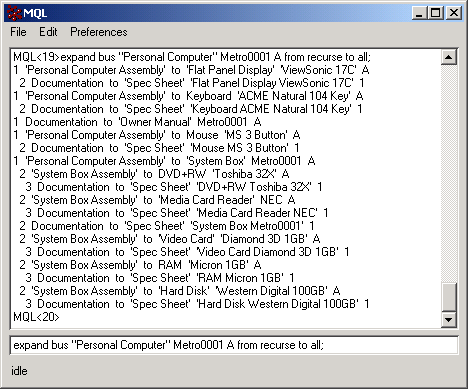 MQL
File Edit Preferences
MQL<19>expand bus "Personal Computer" Metro0001 A from recurse to all;
1 'Personal Computer Assembly' to 'Flat Panel Display' 'ViewSonic 17C' A
2 Documentation to 'Spec Sheet' 'Flat Panel Display ViewSonic 17C' 1
1 'Personal Computer Assembly' to Keyboard 'ACME Natural 104 Key' A
2 Documentation to 'Spec Sheet' 'Keyboard ACME Natural 104 Key' 1
1 Documentation to 'Owner Manual' Metro0001 A
1 'Personal Computer Assembly' to Mouse 'MS 3 Button' A
2 Documentation to 'Spec Sheet' 'Mouse MS 3 Button' 1
1 'Personal Computer Assembly' to 'System Box' Metro0001 A
2 'System Box Assembly' to DVD+RW 'Toshiba 32X' A
3 Documentation to 'Spec Sheet' 'DVD+RW Toshiba 32X' 1
2 'System Box Assembly' to 'Media Card Reader' NEC A
3 Documentation to 'Spec Sheet' 'Media Card Reader NEC' 1
2 Documentation to 'Spec Sheet' 'System Box Metro0001' 1
2 'System Box Assembly' to 'Video Card' 'Diamond 3D 1GB' A
3 Documentation to 'Spec Sheet' 'Video Card Diamond 3D 1GB' 1
2 'System Box Assembly' to RAM 'Micron 1GB' A
3 Documentation to 'Spec Sheet' 'RAM Micron 1GB' 1
2 'System Box Assembly' to 'Hard Disk' 'Western Digital 100GB' A
3 Documentation to 'Spec Sheet' 'Hard Disk Western Digital 100GB' 1
MQL<20>
expand bus "Personal Computer" Metro0001 A from recurse to all;
idle